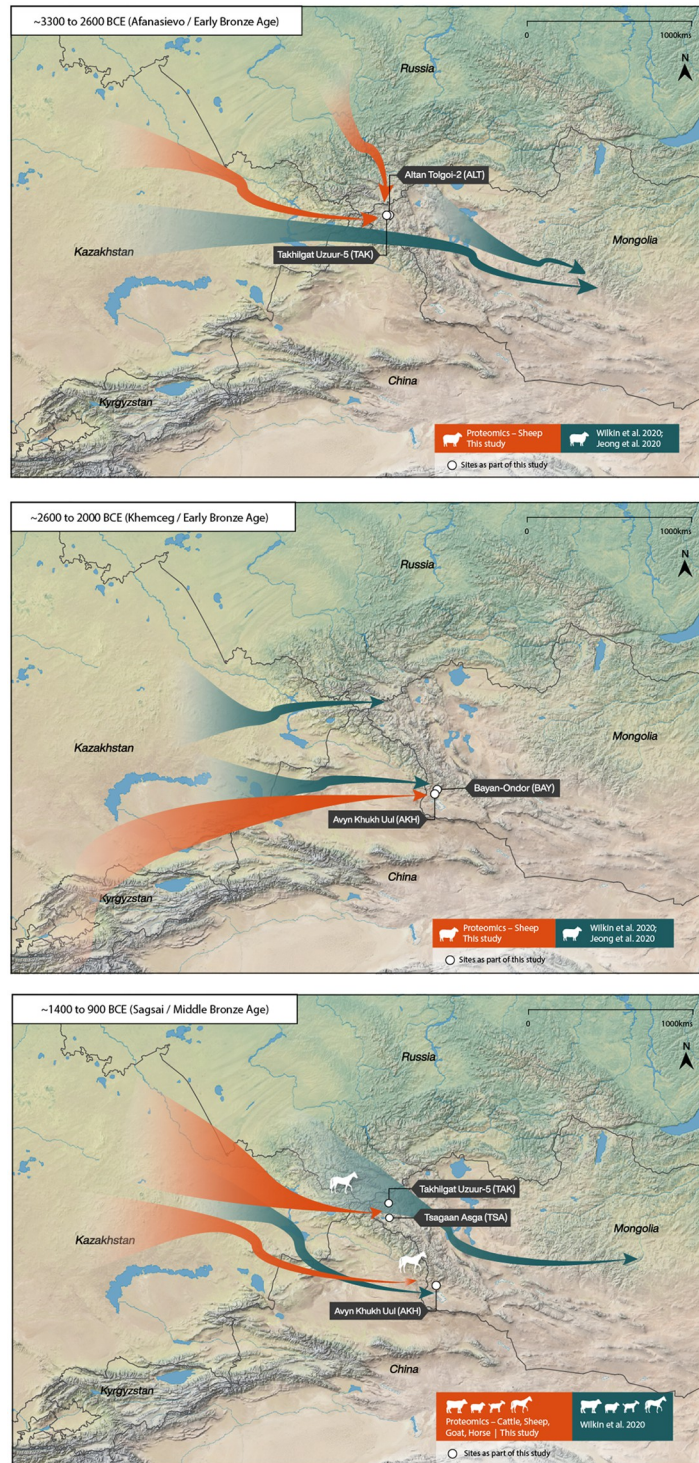 ~3300 to 2600 BCE (Afanasievo / Early Bronze Age)
0 1000kms
N
Russia
Altan Tolgoi-2 (ALT)
Mongolia
Kazakhstan
Takhilgat Uzuur-5 (TAK)
China
Kyrgyzstan
Proteomics – Sheep
This study
Wilkin et al. 2020;
Jeong et al. 2020
Sites as part of this study
~2600 to 2000 BCE (Khemceg / Early Bronze Age)
0 1000kms
N
Russia
Mongolia
Kazakhstan
Bayan-Ondor (BAY)
Avyn Khukh Uul (AKH)
China
Kyrgyzstan
Proteomics – Sheep
This study
Wilkin et al. 2020;
Jeong et al. 2020
Sites as part of this study
~1400 to 900 BCE (Sagsai / Middle Bronze Age)
0 1000kms
N
Russia
Takhilgat Uzuur-5 (TAK)
Tsagaan Asga (TSA)
Mongolia
Kazakhstan
Avyn Khukh Uul (AKH)
China
Kyrgyzstan
Proteomics – Cattle, Sheep,
Goat, Horse | This study
Wilkin et al. 2020
Sites as part of this study